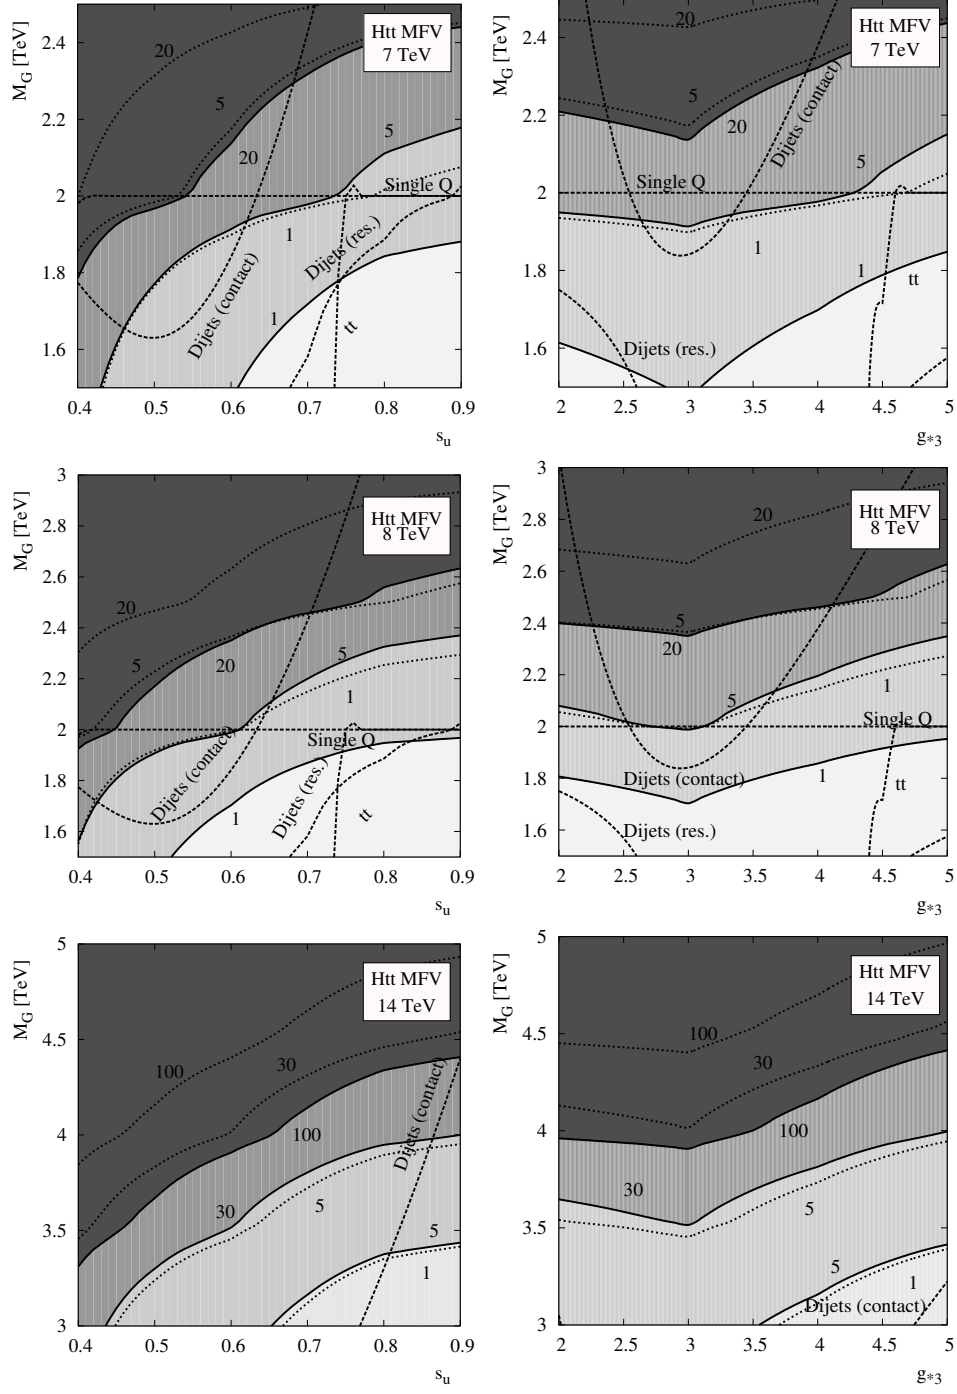 M_G [TeV]
2.4
2.2
2
1.8
1.6
Htt MFV
7 TeV
20
5
20
5
Single Q
1
Dijets (res.)
Dijets (contact)
1
tt
0.4 0.5 0.6 0.7 0.8 0.9
s_u
M_G [TeV]
2.4
2.2
2
1.8
1.6
20
Htt MFV
7 TeV
5
20
Dijets (contact)
5
Single Q
1
1
tt
Dijets (res.)
2 2.5 3 3.5 4 4.5 5
g_{*3}
M_G [TeV]
3
2.8
2.6
2.4
2.2
2
1.8
1.6
Htt MFV
8 TeV
20
5
20
5
1
Single Q
Dijets (contact)
Dijets (res.)
1
tt
0.4 0.5 0.6 0.7 0.8 0.9
s_u
M_G [TeV]
3
2.8
2.6
2.4
2.2
2
1.8
1.6
Htt MFV
8 TeV
20
5
20
5
1
Single Q
Dijets (contact)
1
tt
Dijets (res.)
2 2.5 3 3.5 4 4.5 5
g_{*3}
M_G [TeV]
5
4.5
4
3.5
3
Htt MFV
14 TeV
100
30
100
Dijets (contact)
30
5
5
1
0.4 0.5 0.6 0.7 0.8 0.9
s_u
M_G [TeV]
5
4.5
4
3.5
3
Htt MFV
14 TeV
100
30
100
30
5
5
1
Dijets (contact)
2 2.5 3 3.5 4 4.5 5
g_{*3}